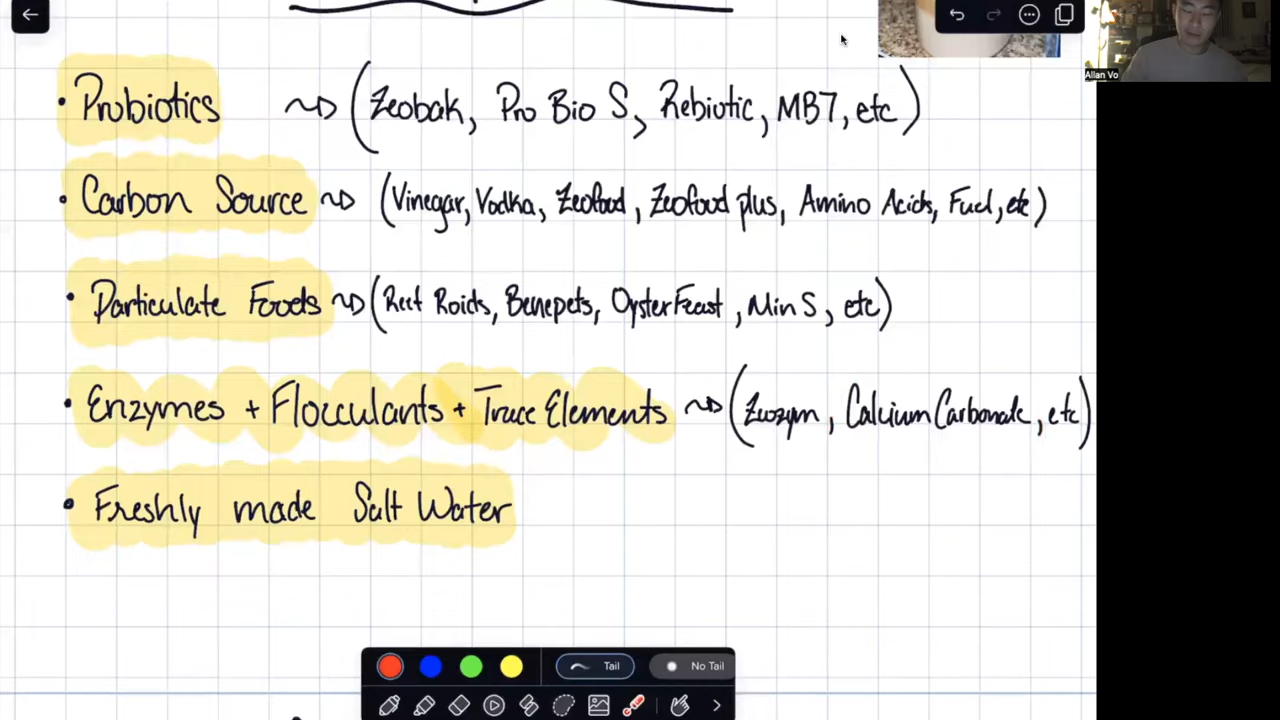 Allan Vo
• Probiotics ~> (Zeobak, Pro Bio S, Rebiotic, MB7, etc)
• Carbon Source ~> (Vinegar, Vodka, Zeofood, Zeofood plus, Amino Acids, Fuel, etc)
• Particulate Foods ~> (Reef Roids, Benepets, OysterFeast, Min S, etc)
• Enzymes + Flocculants + Trace Elements ~> (Zeozym, Calcium Carbonate, etc)
• Freshly made Salt Water
Tail No Tail